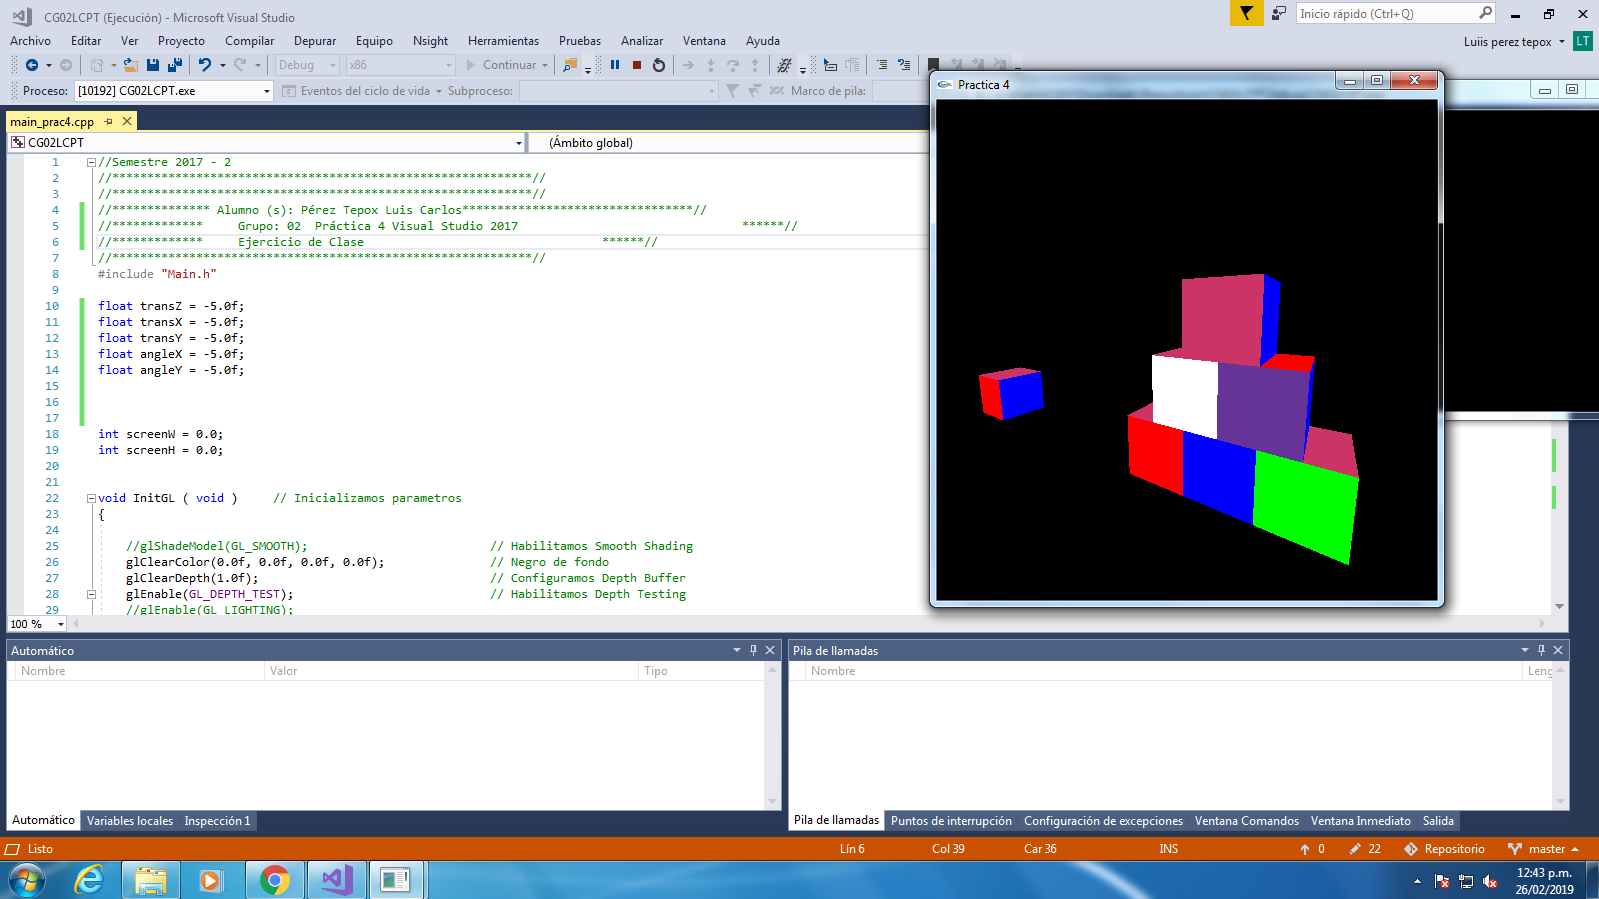 CG02LCPT (Ejecución) - Microsoft Visual Studio
Inicio rápido (Ctrl+Q)
Archivo Editar Ver Proyecto Compilar Depurar Equipo Nsight Herramientas Pruebas Analizar Ventana Ayuda
Luiis perez tepox LT
Debug x86 Continuar
Proceso: [10192] CG02LCPT.exe Eventos del ciclo de vida Subproceso: Marco de pila:
main_prac4.cpp
CG02LCPT (Ámbito global)
1 //Semestre 2017 - 2
2 //************************************************************//
3 //************************************************************//
4 //************** Alumno (s): Pérez Tepox Luis Carlos*********************************//
5 //************* Grupo: 02 Práctica 4 Visual Studio 2017 ******//
6 //************* Ejercicio de Clase ******//
7 //************************************************************//
8 #include "Main.h"
9
10 float transZ = -5.0f;
11 float transX = -5.0f;
12 float transY = -5.0f;
13 float angleX = -5.0f;
14 float angleY = -5.0f;
15
16
17
18 int screenW = 0.0;
19 int screenH = 0.0;
20
21
22 void InitGL ( void ) // Inicializamos parametros
23 {
24
25 //glShadeModel(GL_SMOOTH); // Habilitamos Smooth Shading
26 glClearColor(0.0f, 0.0f, 0.0f, 0.0f); // Negro de fondo
27 glClearDepth(1.0f); // Configuramos Depth Buffer
28 glEnable(GL_DEPTH_TEST); // Habilitamos Depth Testing
29 //glEnable(GL_LIGHTING);
100 %
Practica 4
Automático
Nombre Valor Tipo
Automático Variables locales Inspección 1
Pila de llamadas
Nombre Leng
Pila de llamadas Puntos de interrupción Configuración de excepciones Ventana Comandos Ventana Inmediato Salida
Listo Lín 6 Col 39 Car 36 INS 0 22 Repositorio master
12:43 p.m.
26/02/2019